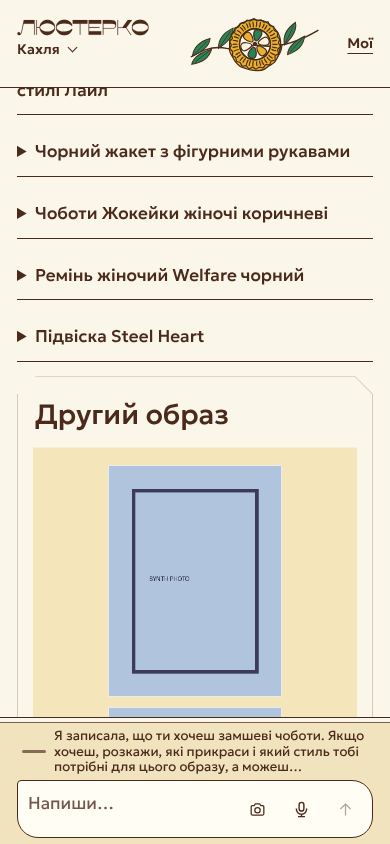 ЛЮСТЕРКО
Кахля
Мої
стилі Лайл
Чорний жакет з фігурними рукавами
Чоботи Жокейки жіночі коричневі
Ремінь жіночий Welfare чорний
Підвіска Steel Heart
Другий образ
SYNTH PHOTO
Я записала, що ти хочеш замшеві чоботи. Якщо
хочеш, розкажи, які прикраси і який стиль тобі
потрібні для цього образу, а можеш…
Напиши…